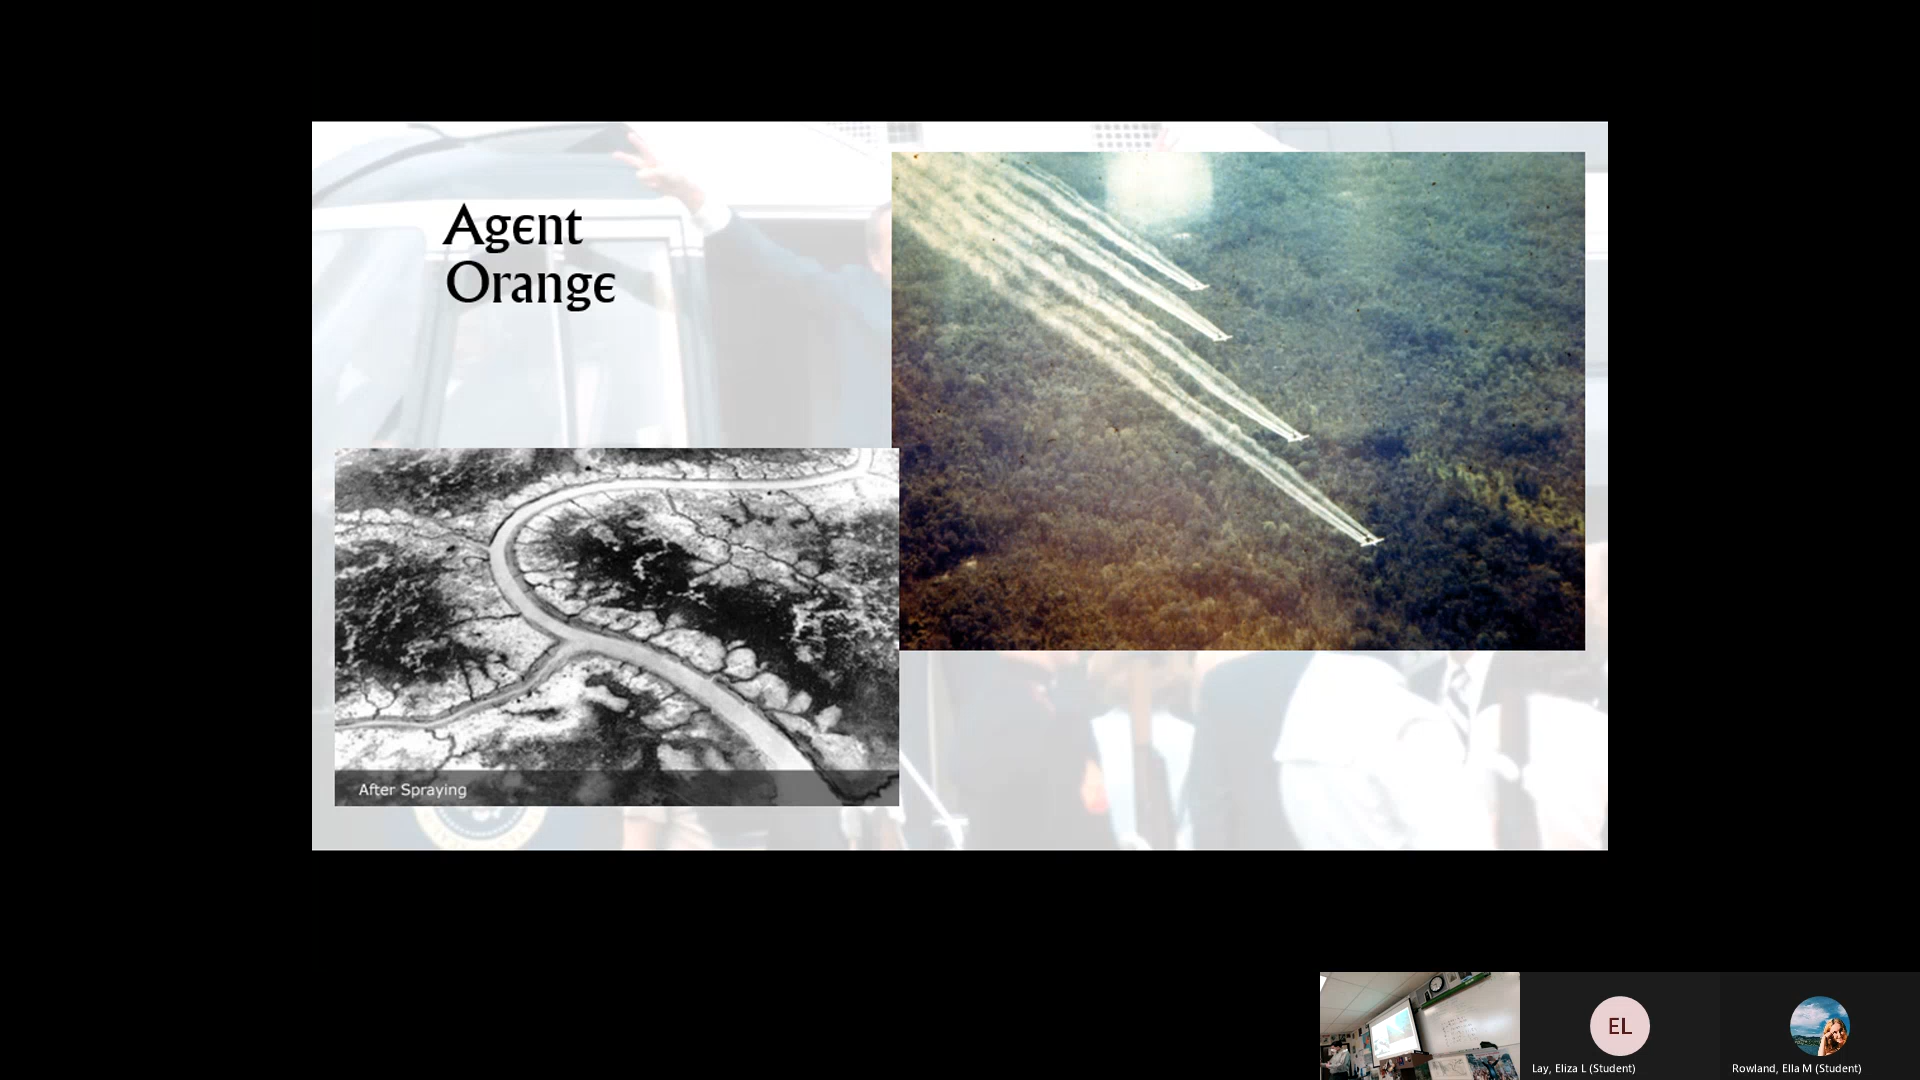 Agent
Orange
After Spraying
EL
Lay, Eliza L (Student)
Rowland, Ella M (Student)